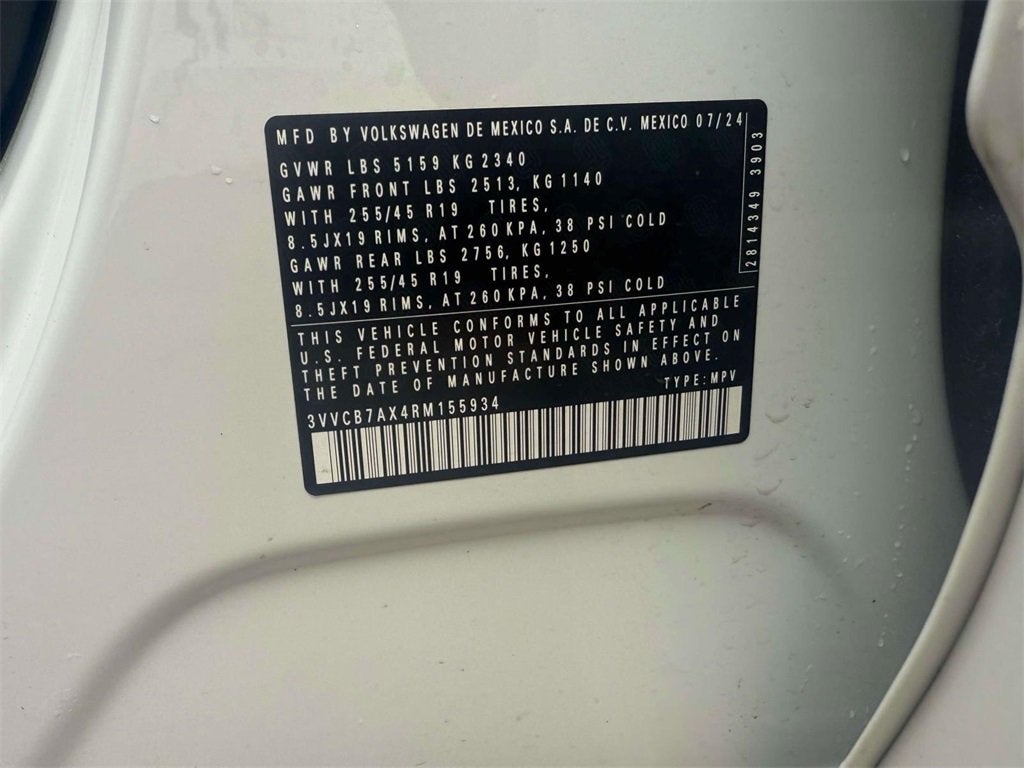 MFD BY VOLKSWAGEN DE MEXICO S.A. DE C.V. MEXICO 07/24
GVWR LBS 5159 KG 2340
GAWR FRONT LBS 2513, KG 1140
WITH 255/45 R19 TIRES,
8.5JX19 RIMS, AT 260 KPA, 38 PSI COLD
GAWR REAR LBS 2756, KG 1250
WITH 255/45 R19 TIRES,
8.5JX19 RIMS, AT 260 KPA, 38 PSI COLD
2814349 3903
THIS VEHICLE CONFORMS TO ALL APPLICABLE
U.S. FEDERAL MOTOR VEHICLE SAFETY AND
THEFT PREVENTION STANDARDS IN EFFECT ON
THE DATE OF MANUFACTURE SHOWN ABOVE.
TYPE: MPV
3VVCB7AX4RM155934